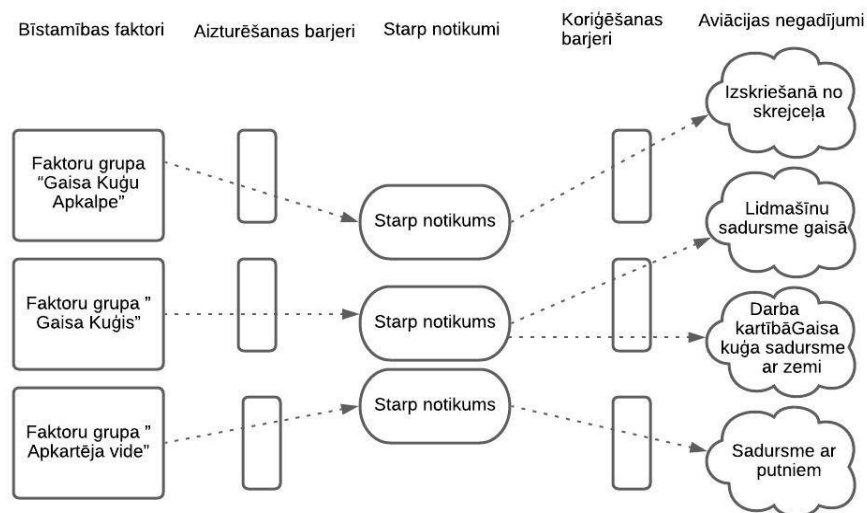 Bīstamības faktori
Aizturēšanas barjeri
Starp notikumi
Koriģēšanas
barjeri
Aviācijas negadījumi
Faktoru grupa
“Gaisa Kuģu
Apkalpe”
Starp notikums
Izskriešanā no
skrejceļa
Faktoru grupa ”
Gaisa Kuģis”
Starp notikums
Lidmašīnu
sadursme gaisā
Darba
kartībāGaisa
kuģa sadursme
ar zemi
Faktoru grupa ”
Apkartēja vide”
Starp notikums
Sadursme ar
putniem